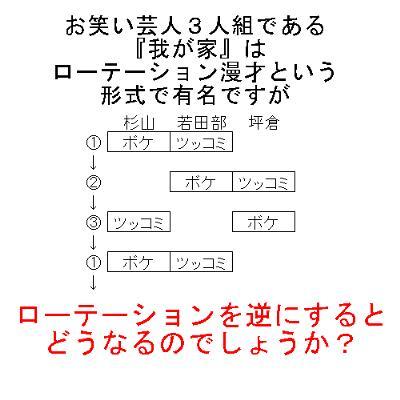 お笑い芸人３人組である
『我が家』は
ローテーション漫才という
形式で有名ですが
杉山 若田部 坪倉
① ボケ ツッコミ
↓
② ボケ ツッコミ
↓
③ ツッコミ ボケ
↓
① ボケ ツッコミ
↓
ローテーションを逆にすると
どうなるのでしょうか？